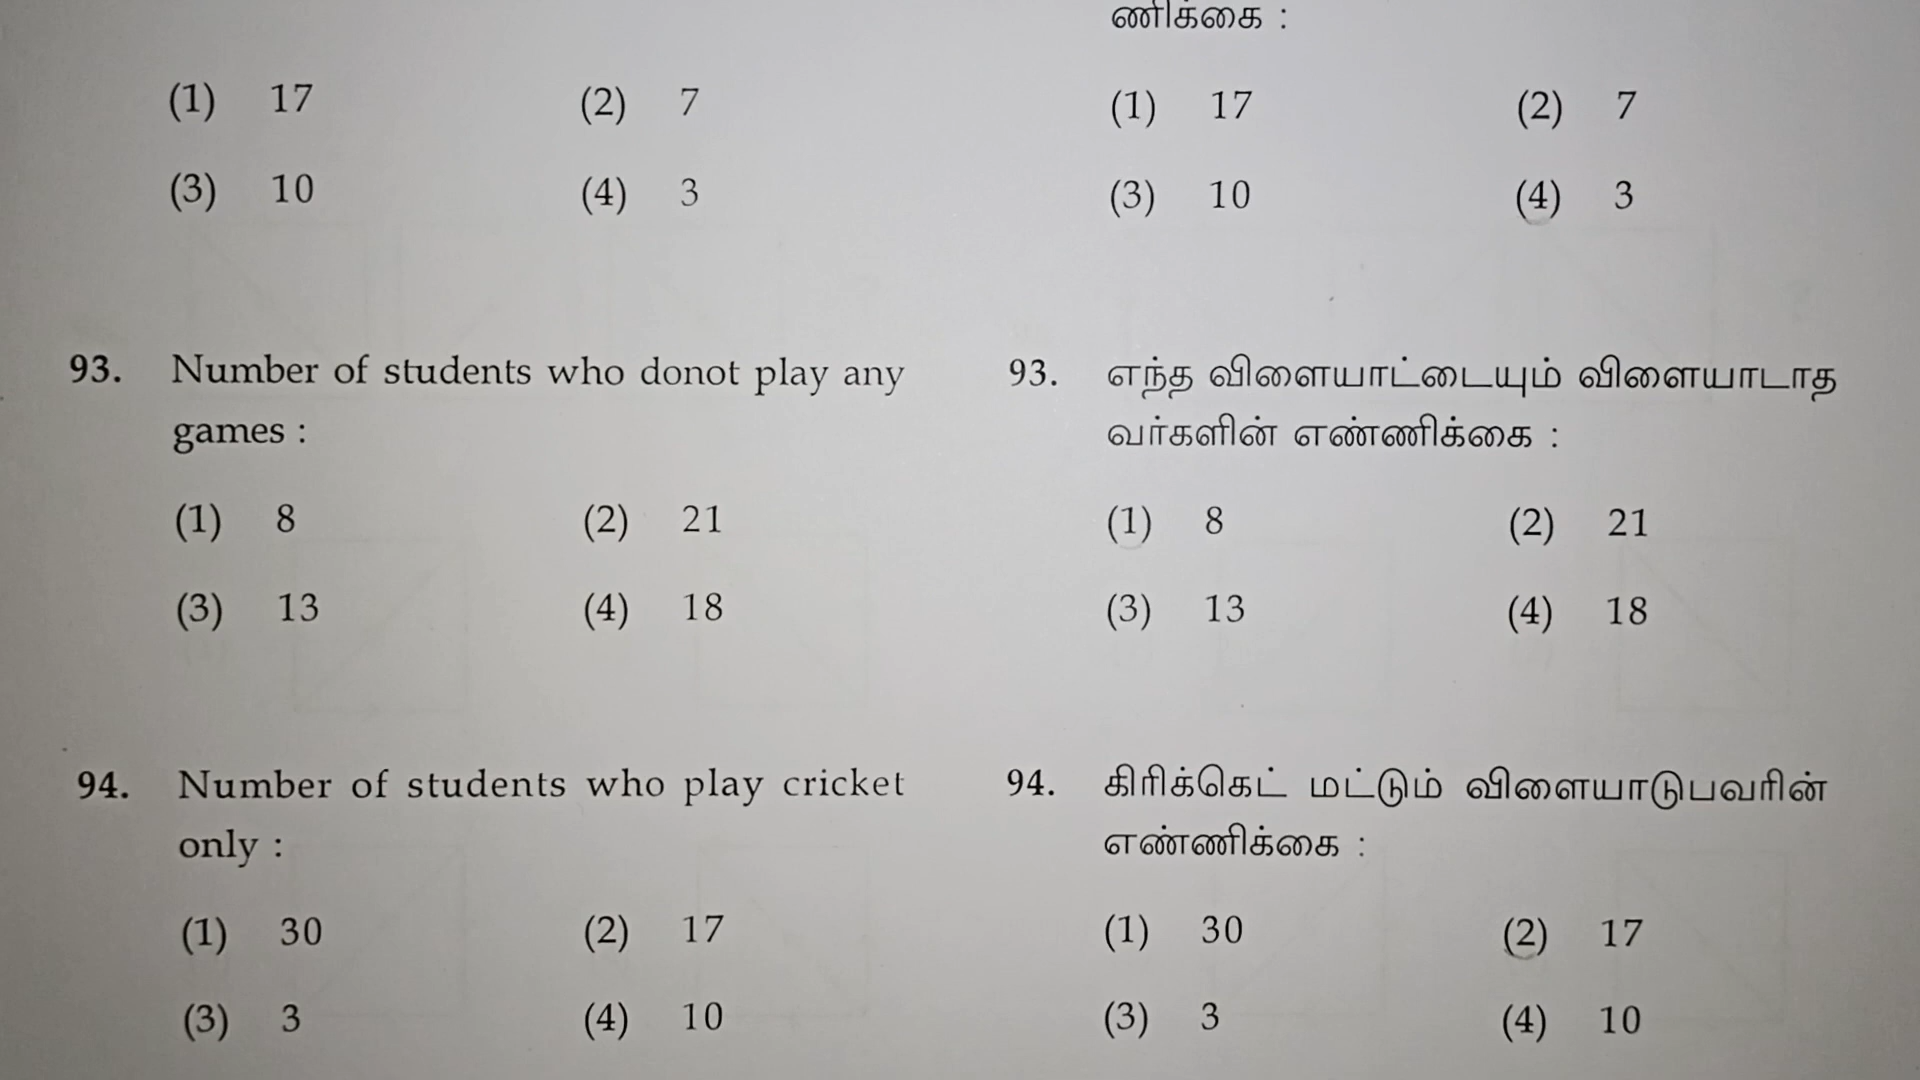 (1) 17 (2) 7
(3) 10 (4) 3
93. Number of students who donot play any
games :
(1) 8 (2) 21
(3) 13 (4) 18
94. Number of students who play cricket
only :
(1) 30 (2) 17
(3) 3 (4) 10
ணிக்கை :
(1) 17 (2) 7
(3) 10 (4) 3
93. எந்த விளையாட்டையும் விளையாடாத
வர்களின் எண்ணிக்கை :
(1) 8 (2) 21
(3) 13 (4) 18
94. கிரிக்கெட் மட்டும் விளையாடுபவரின்
எண்ணிக்கை :
(1) 30 (2) 17
(3) 3 (4) 10